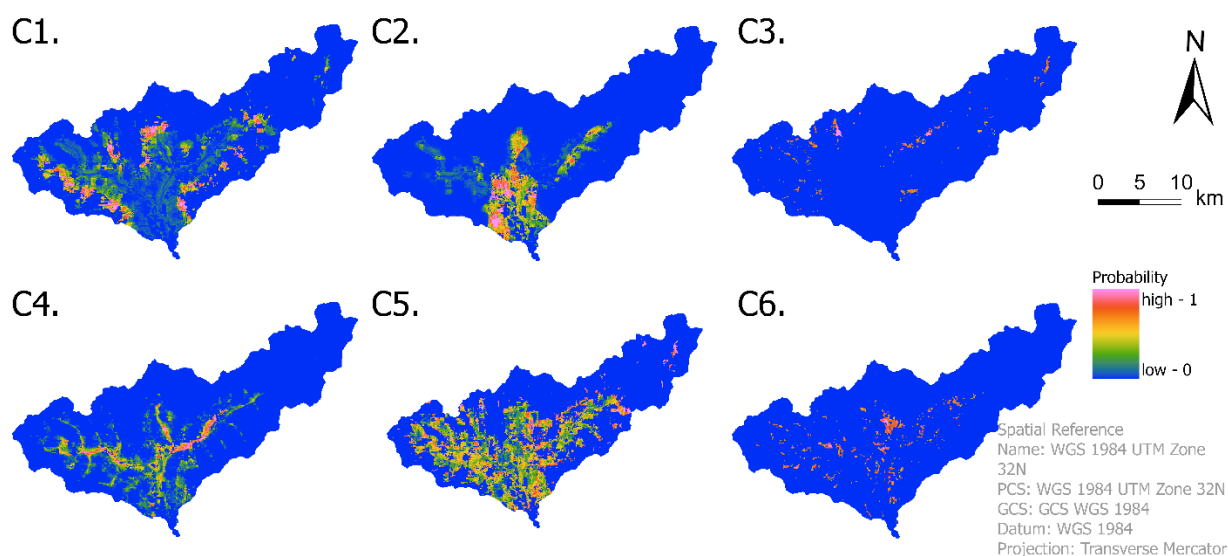 C1.
C2.
C3.
N
0 5 10
km
Probability
high - 1
low - 0
C4.
C5.
C6.
Spatial Reference
Name: WGS 1984 UTM Zone
32N
PCS: WGS 1984 UTM Zone 32N
GCS: GCS WGS 1984
Datum: WGS 1984
Projection: Transverse Mercator